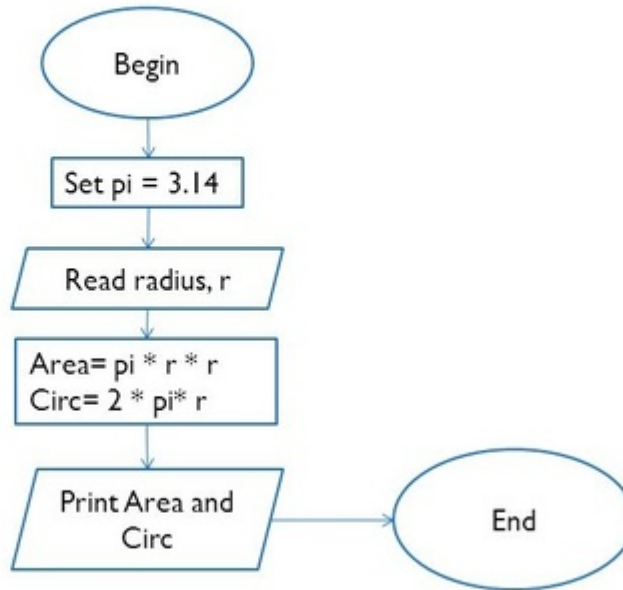 Begin
Set pi = 3.14
Read radius, r
Area= pi * r * r
Circ= 2 * pi* r
Print Area and
Circ
End